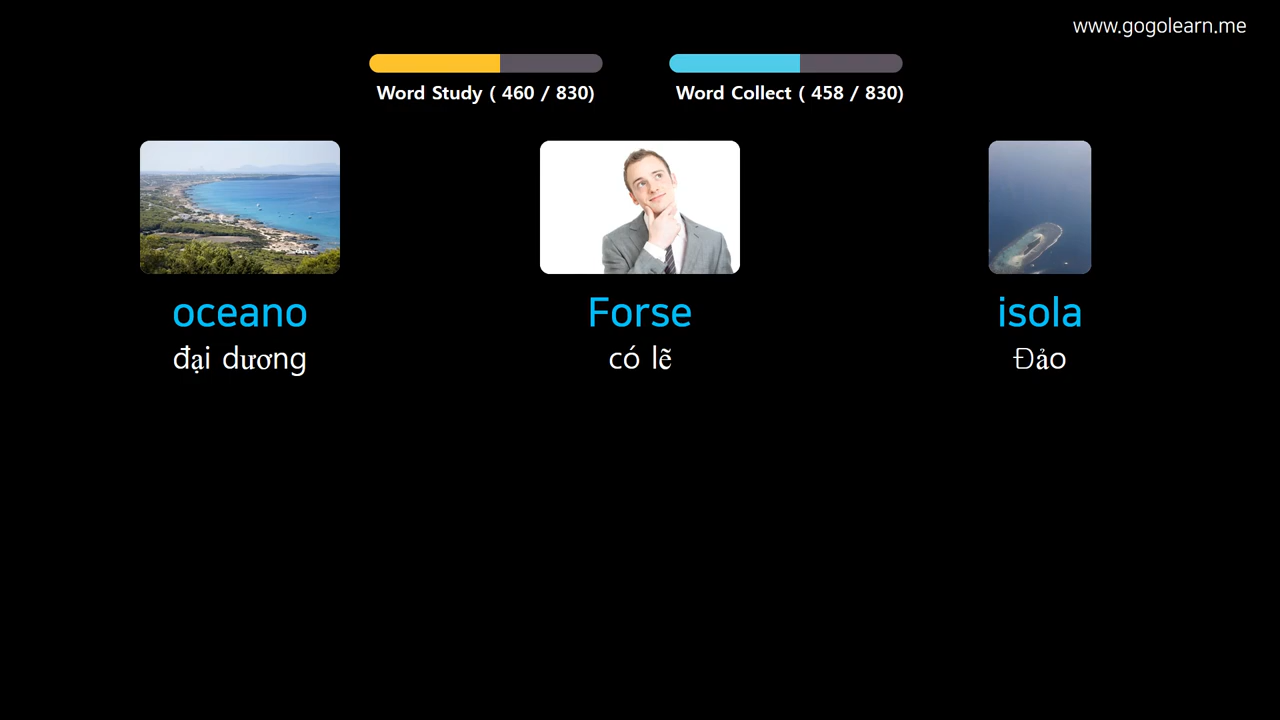 www.gogolearn.me
Word Study ( 460 / 830)
Word Collect ( 458 / 830)
oceano
đại dương
Forse
có lẽ
isola
Đảo